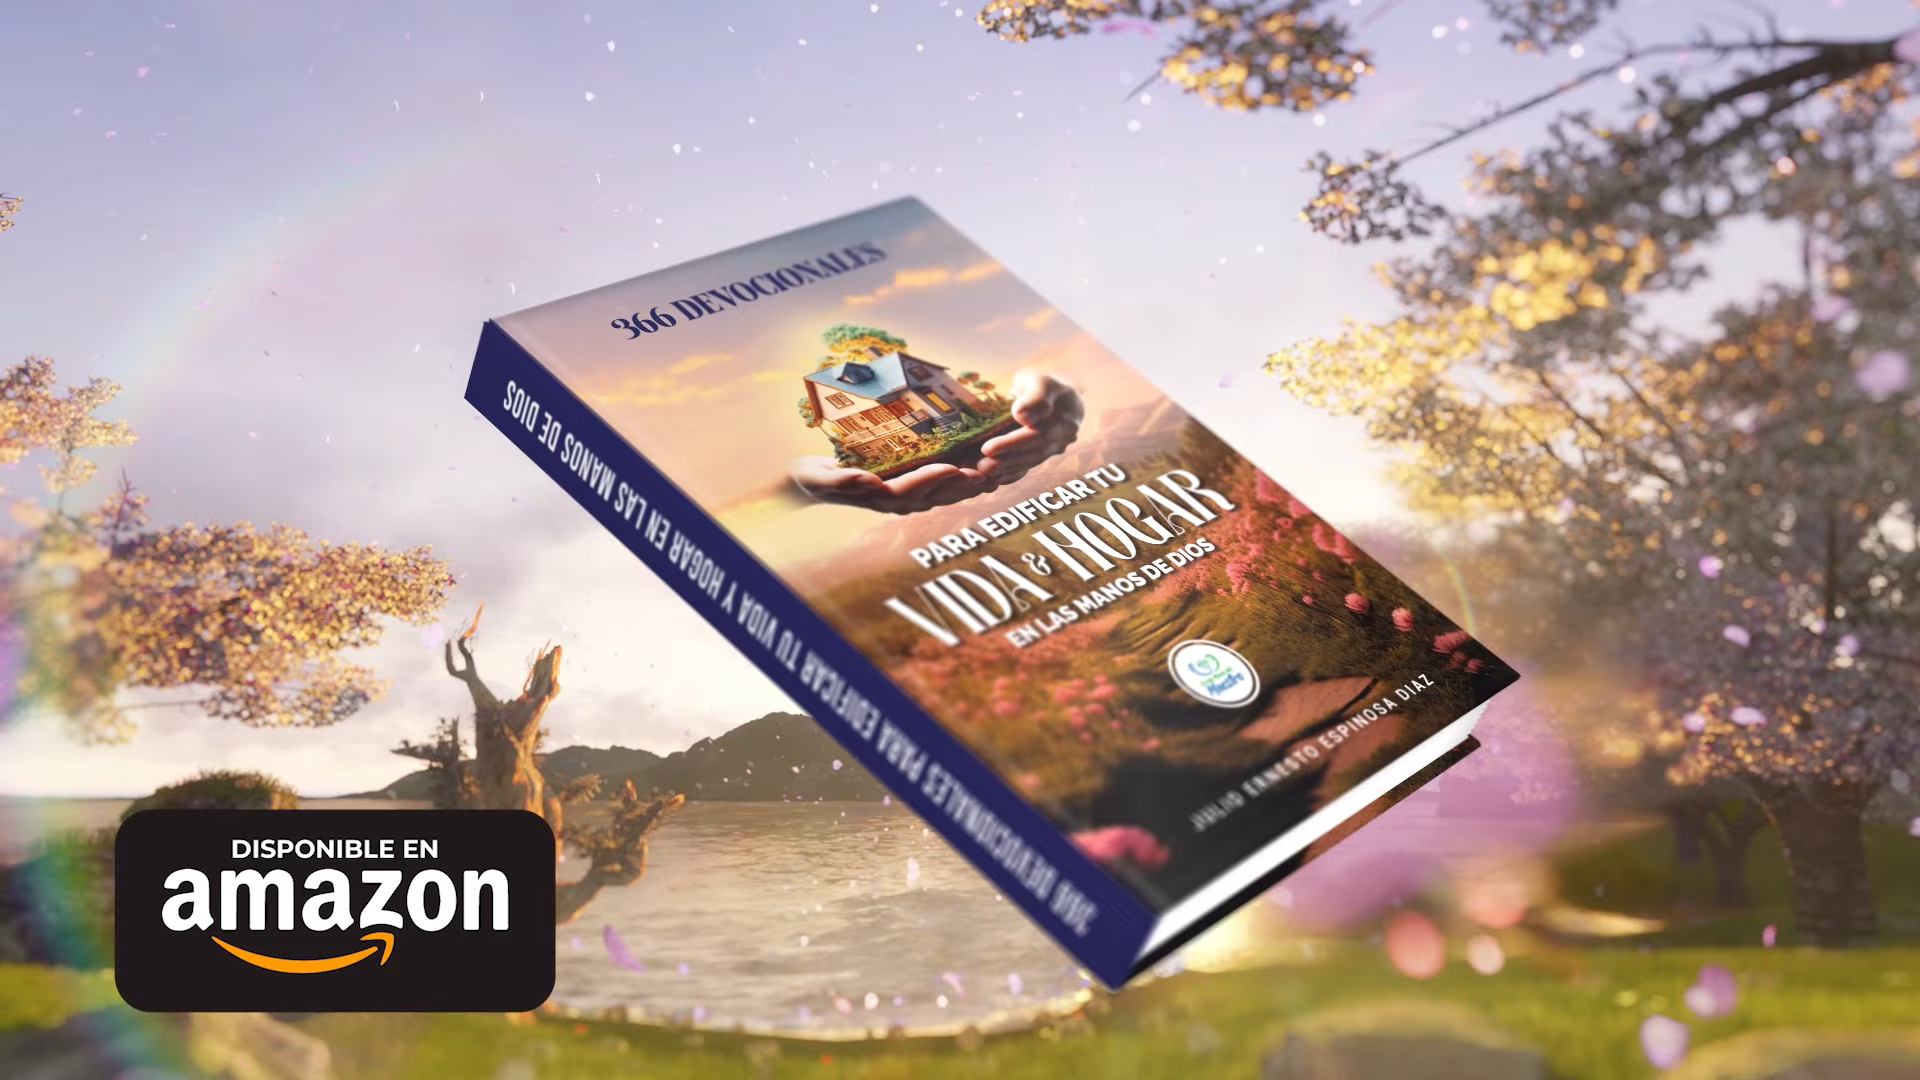 366 DEVOCIONALES
PARA EDIFICAR TU
VIDA & HOGAR
EN LAS MANOS DE DIOS
Maestro
JULIO ERNESTO ESPINOSA DIAZ
366 DEVOCIONALES PARA EDIFICAR TU VIDA Y HOGAR EN LAS MANOS DE DIOS
DISPONIBLE EN
amazon